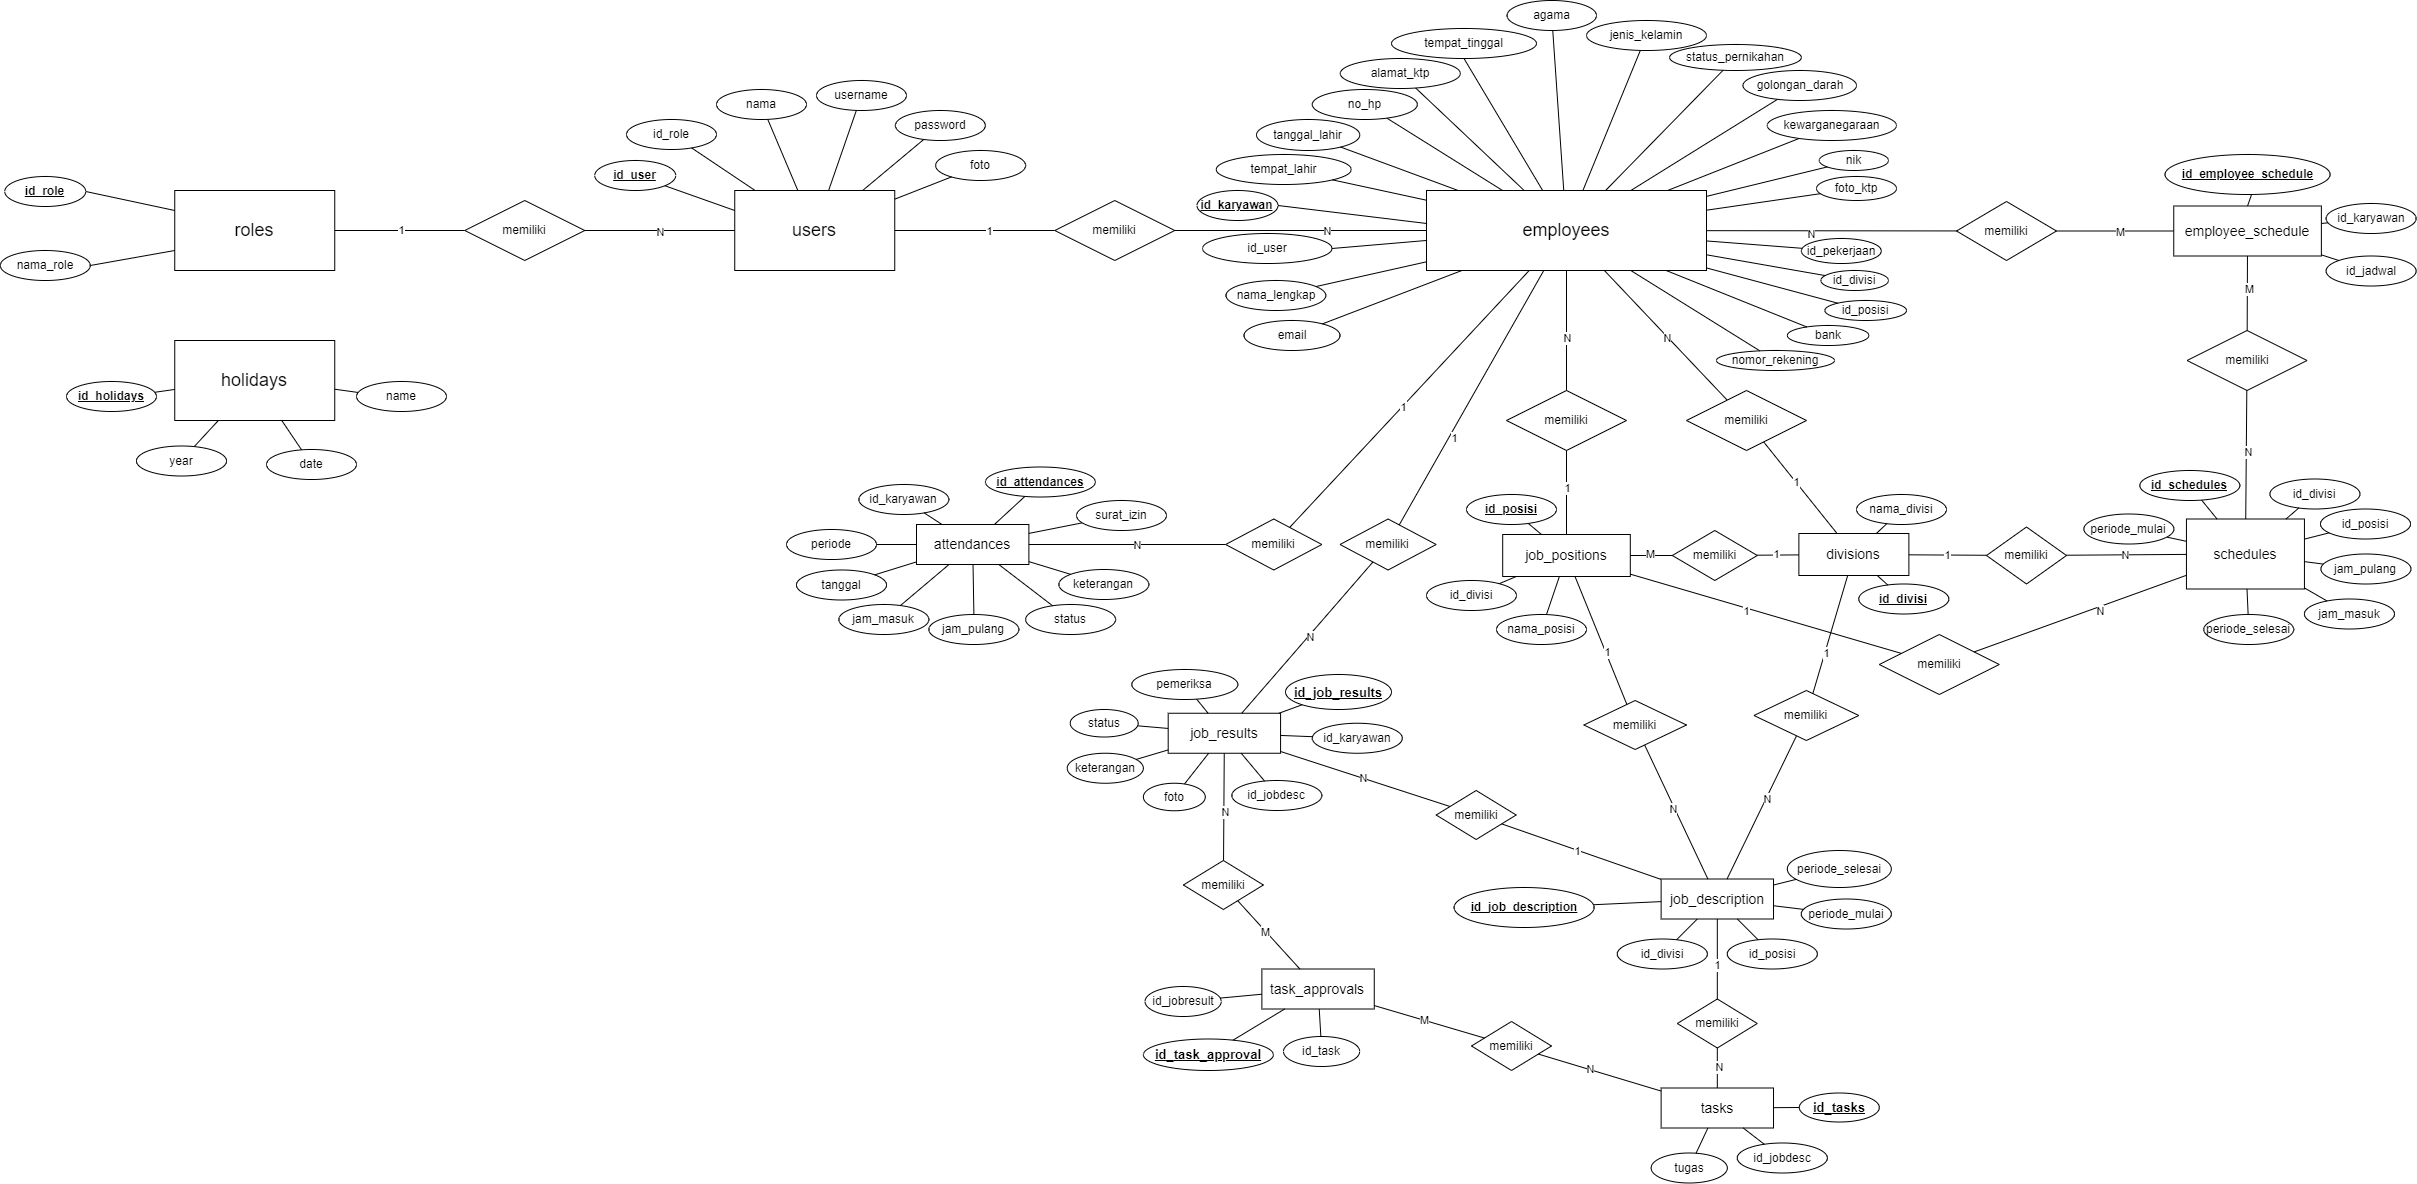 agama
jenis_kelamin
tempat_tinggal
status_pernikahan
alamat_ktp
golongan_darah
username
nama
no_hp
password
kewarganegaraan
id_role
tanggal_lahir
foto
nik
tempat_lahir
id_user
id_employee_schedule
foto_ktp
id_role
id_karyawan
id_karyawan
roles
1
memiliki
N
users
1
memiliki
N
employees
N
memiliki
M
employee_schedule
id_user
id_pekerjaan
nama_role
id_jadwal
id_divisi
M
nama_lengkap
id_posisi
email
bank
N
N
nomor_rekening
memiliki
holidays
id_holidays
name
1
memiliki
memiliki
1
N
year
date
id_attendances
1
1
id_schedules
id_divisi
id_karyawan
id_posisi
nama_divisi
surat_izin
id_posisi
periode_mulai
periode
attendances
N
memiliki
memiliki
job_positions
M
memiliki
1
divisions
1
memiliki
N
schedules
jam_pulang
tanggal
keterangan
id_divisi
id_divisi
1
N
jam_masuk
jam_masuk
jam_pulang
status
nama_posisi
periode_selesai
N
1
1
memiliki
pemeriksa
id_job_results
memiliki
status
memiliki
job_results
id_karyawan
keterangan
N
foto
id_jobdesc
N
N
N
memiliki
1
periode_selesai
memiliki
id_job_description
job_description
periode_mulai
M
id_divisi
id_posisi
1
task_approvals
id_jobresult
M
memiliki
id_task_approval
id_task
memiliki
N
N
tasks
id_tasks
tugas
id_jobdesc